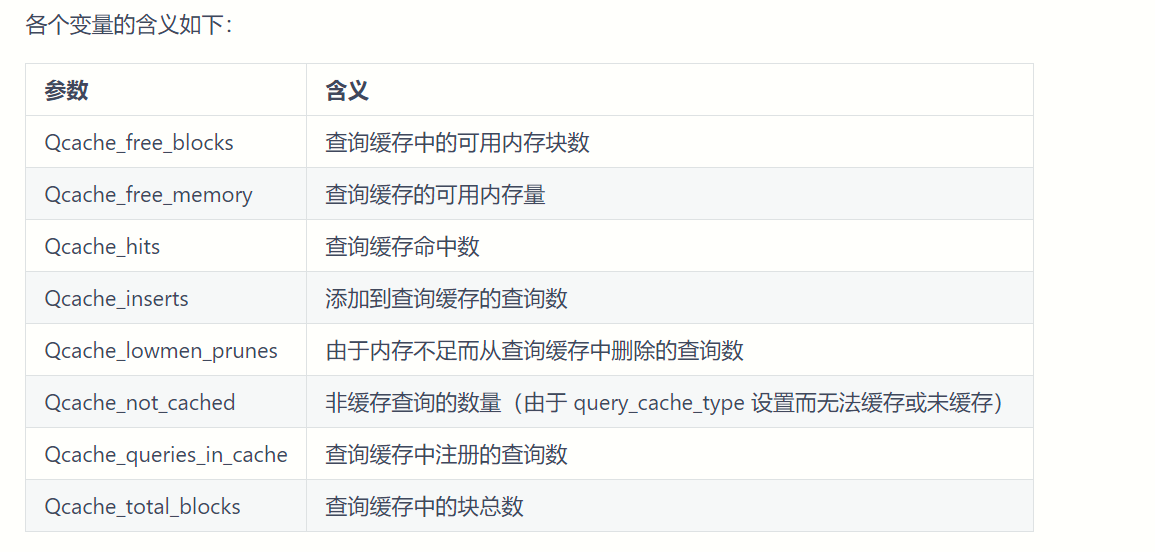 各个变量的含义如下：
参数 含义
Qcache_free_blocks 查询缓存中的可用内存块数
Qcache_free_memory 查询缓存的可用内存量
Qcache_hits 查询缓存命中数
Qcache_inserts 添加到查询缓存的查询数
Qcache_lowmen_prunes 由于内存不足而从查询缓存中删除的查询数
Qcache_not_cached 非缓存查询的数量（由于 query_cache_type 设置而无法缓存或未缓存）
Qcache_queries_in_cache 查询缓存中注册的查询数
Qcache_total_blocks 查询缓存中的块总数